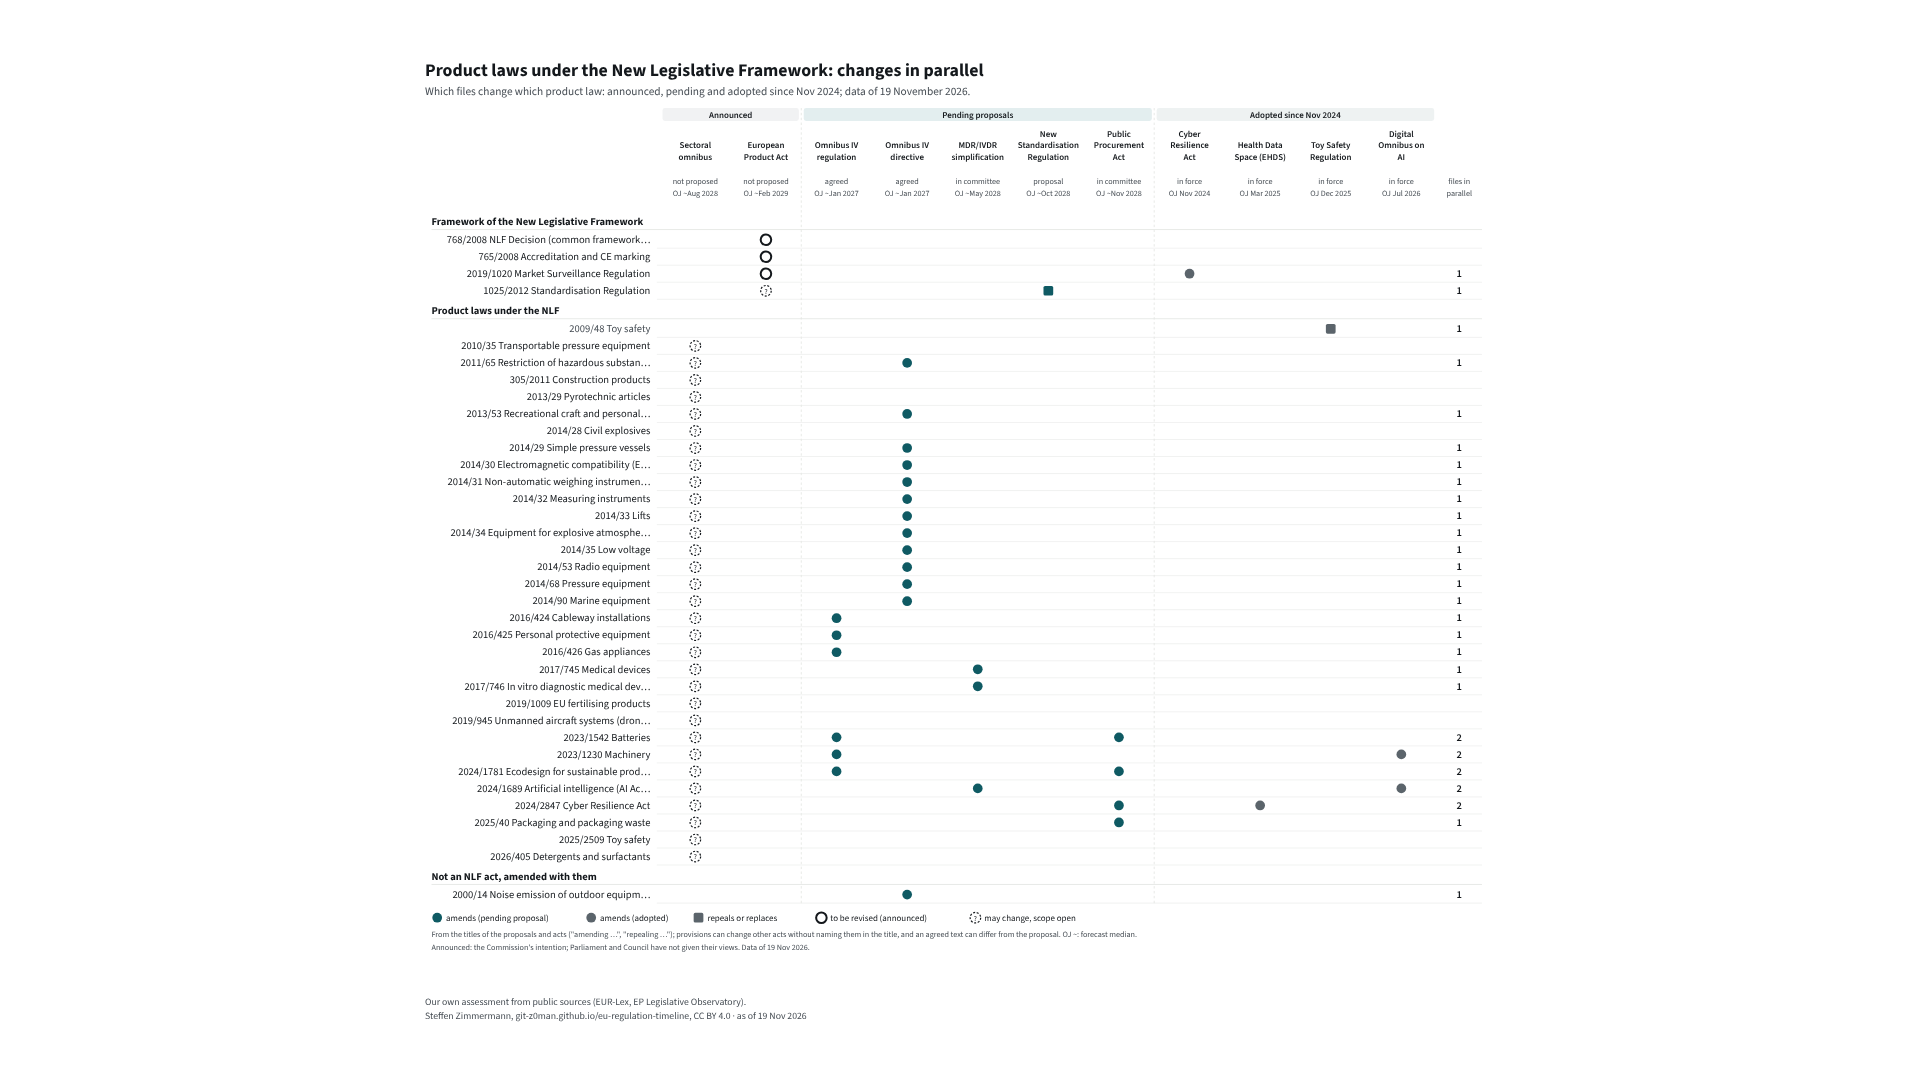 Product laws under the New Legislative Framework: changes in parallel
Which files change which product law: announced, pending and adopted since Nov 2024; data of 19 November 2026.
Announced Pending proposals Adopted since Nov 2024
Sectoral omnibus
European Product Act
Omnibus IV regulation
Omnibus IV directive
MDR/IVDR simplification
New Standardisation Regulation
Public Procurement Act
Cyber Resilience Act
Health Data Space (EHDS)
Toy Safety Regulation
Digital Omnibus on AI
not proposed not proposed agreed agreed in committee proposal in committee in force in force in force in force files in
OJ ~Aug 2028 OJ ~Feb 2029 OJ ~Jan 2027 OJ ~Jan 2027 OJ ~May 2028 OJ ~Oct 2028 OJ ~Nov 2028 OJ Nov 2024 OJ Mar 2025 OJ Dec 2025 OJ Jul 2026 parallel
Framework of the New Legislative Framework
768/2008 NLF Decision (common framework…
765/2008 Accreditation and CE marking
2019/1020 Market Surveillance Regulation 1
1025/2012 Standardisation Regulation ? 1
Product laws under the NLF
2009/48 Toy safety 1
2010/35 Transportable pressure equipment ?
2011/65 Restriction of hazardous substan… ? 1
305/2011 Construction products ?
2013/29 Pyrotechnic articles ?
2013/53 Recreational craft and personal… ? 1
2014/28 Civil explosives ?
2014/29 Simple pressure vessels ? 1
2014/30 Electromagnetic compatibility (E… ? 1
2014/31 Non-automatic weighing instrumen… ? 1
2014/32 Measuring instruments ? 1
2014/33 Lifts ? 1
2014/34 Equipment for explosive atmosphe… ? 1
2014/35 Low voltage ? 1
2014/53 Radio equipment ? 1
2014/68 Pressure equipment ? 1
2014/90 Marine equipment ? 1
2016/424 Cableway installations ? 1
2016/425 Personal protective equipment ? 1
2016/426 Gas appliances ? 1
2017/745 Medical devices ? 1
2017/746 In vitro diagnostic medical dev… ? 1
2019/1009 EU fertilising products ?
2019/945 Unmanned aircraft systems (dron… ?
2023/1542 Batteries ? 2
2023/1230 Machinery ? 2
2024/1781 Ecodesign for sustainable prod… ? 2
2024/1689 Artificial intelligence (AI Ac… ? 2
2024/2847 Cyber Resilience Act ? 2
2025/40 Packaging and packaging waste ? 1
2025/2509 Toy safety ?
2026/405 Detergents and surfactants ?
Not an NLF act, amended with them
2000/14 Noise emission of outdoor equipm… 1
amends (pending proposal) amends (adopted) repeals or replaces to be revised (announced) ? may change, scope open
From the titles of the proposals and acts ("amending …", "repealing …"); provisions can change other acts without naming them in the title, and an agreed text can differ from the proposal. OJ ~: forecast median.
Announced: the Commission's intention; Parliament and Council have not given their views. Data of 19 Nov 2026.
Our own assessment from public sources (EUR-Lex, EP Legislative Observatory).
Steffen Zimmermann, git-z0man.github.io/eu-regulation-timeline, CC BY 4.0 · as of 19 Nov 2026